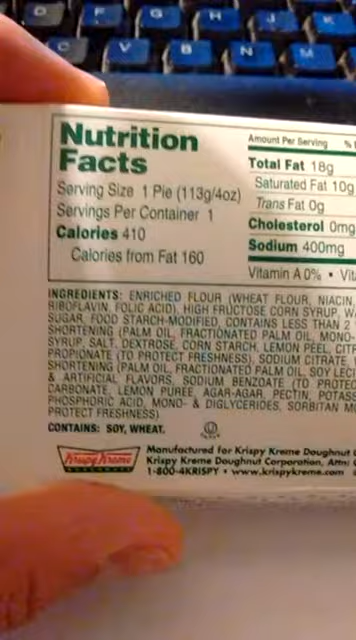 D F G H J K
C V B N M
Nutrition
Facts
Serving Size 1 Pie (113g/4oz)
Servings Per Container 1
Calories 410
Calories from Fat 160
Amount Per Serving %
Total Fat 18g
Saturated Fat 10g
Trans Fat 0g
Cholesterol 0mg
Sodium 400mg
Vitamin A 0% •
INGREDIENTS: ENRICHED FLOUR (WHEAT FLOUR, NIACIN,
RIBOFLAVIN, FOLIC ACID), HIGH FRUCTOSE CORN SYRUP,
SUGAR, FOOD STARCH-MODIFIED, CONTAINS LESS THAN 2
SHORTENING (PALM OIL, FRACTIONATED PALM OIL, MONO-
SYRUP, SALT, DEXTROSE, CORN STARCH, LEMON PEEL,
PROPIONATE (TO PROTECT FRESHNESS), SODIUM CITRATE,
SHORTENING (PALM OIL, FRACTIONATED PALM OIL, SOY
& ARTIFICIAL FLAVORS, SODIUM BENZOATE (TO
CARBONATE, LEMON PUREE, AGAR-AGAR, PECTIN,
PHOSPHORIC ACID, MONO- & DIGLYCERIDES, SORBITAN
PROTECT FRESHNESS)
CONTAINS: SOY, WHEAT.
Krispy Kreme
Manufactured for Krispy Kreme Doughnut
Krispy Kreme Doughnut Corporation, Attn:
1-800-4KRISPY • www.krispykreme.com